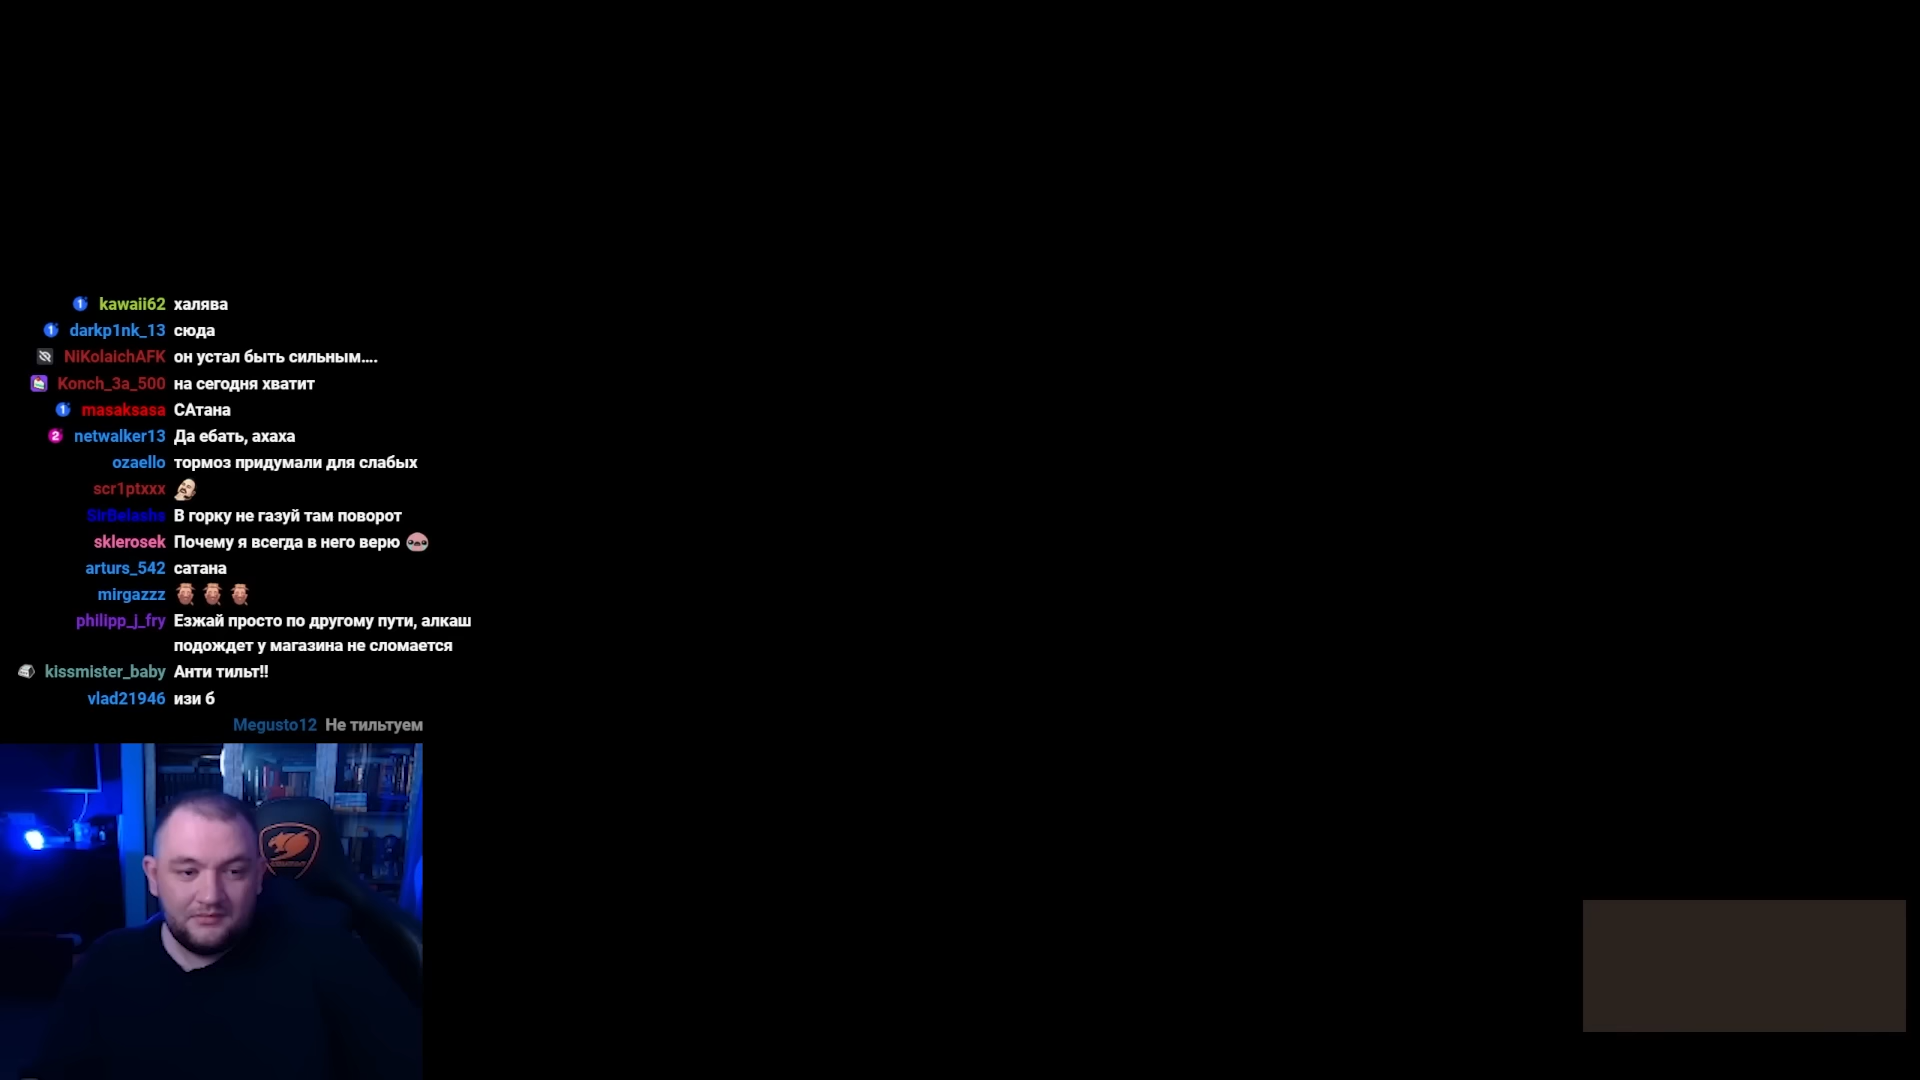 kawaii62 халява
darkp1nk_13 сюда
NiKolaichAFK он устал быть сильным....
Konch_3a_500 на сегодня хватит
masaksasa САтана
netwalker13 Да ебать, ахаха
ozaello тормоз придумали для слабых
scr1ptxxx
SirBelashs В горку не газуй там поворот
sklerosek Почему я всегда в него верю
arturs_542 сатана
mirgazzz
philipp_j_fry Езжай просто по другому пути, алкаш
подождет у магазина не сломается
kissmister_baby Анти тильт!!
vlad21946 изи 6
Megusto12 Не тильтуем